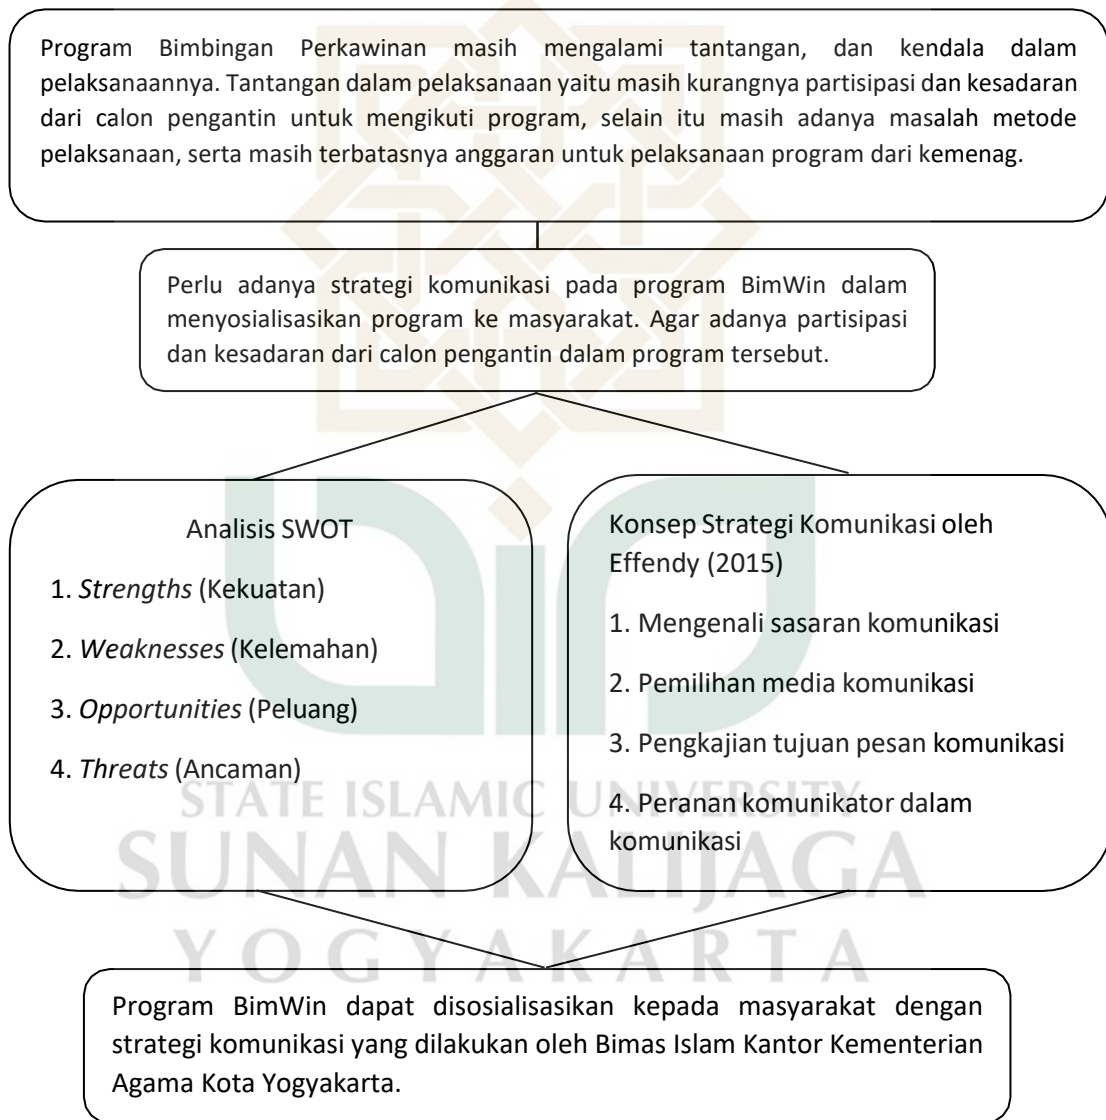 Program Bimbingan Perkawinan masih mengalami tantangan, dan kendala dalam
pelaksanaannya. Tantangan dalam pelaksanaan yaitu masih kurangnya partisipasi dan kesadaran
dari calon pengantin untuk mengikuti program, selain itu masih adanya masalah metode
pelaksanaan, serta masih terbatasnya anggaran untuk pelaksanaan program dari kemenag.
Perlu adanya strategi komunikasi pada program BimWin dalam
menyosialisasikan program ke masyarakat. Agar adanya partisipasi
dan kesadaran dari calon pengantin dalam program tersebut.
Analisis SWOT
1. Strengths (Kekuatan)
2. Weaknesses (Kelemahan)
3. Opportunities (Peluang)
4. Threats (Ancaman)
Konsep Strategi Komunikasi oleh
Effendy (2015)
1. Mengenali sasaran komunikasi
2. Pemilihan media komunikasi
3. Pengkajian tujuan pesan komunikasi
4. Peranan komunikator dalam
komunikasi
STATE ISLAMIC UNIVERSITY
SUNAN KALIJAGA
YOGYAKARTA
Program BimWin dapat disosialisasikan kepada masyarakat dengan
strategi komunikasi yang dilakukan oleh Bimas Islam Kantor Kementerian
Agama Kota Yogyakarta.